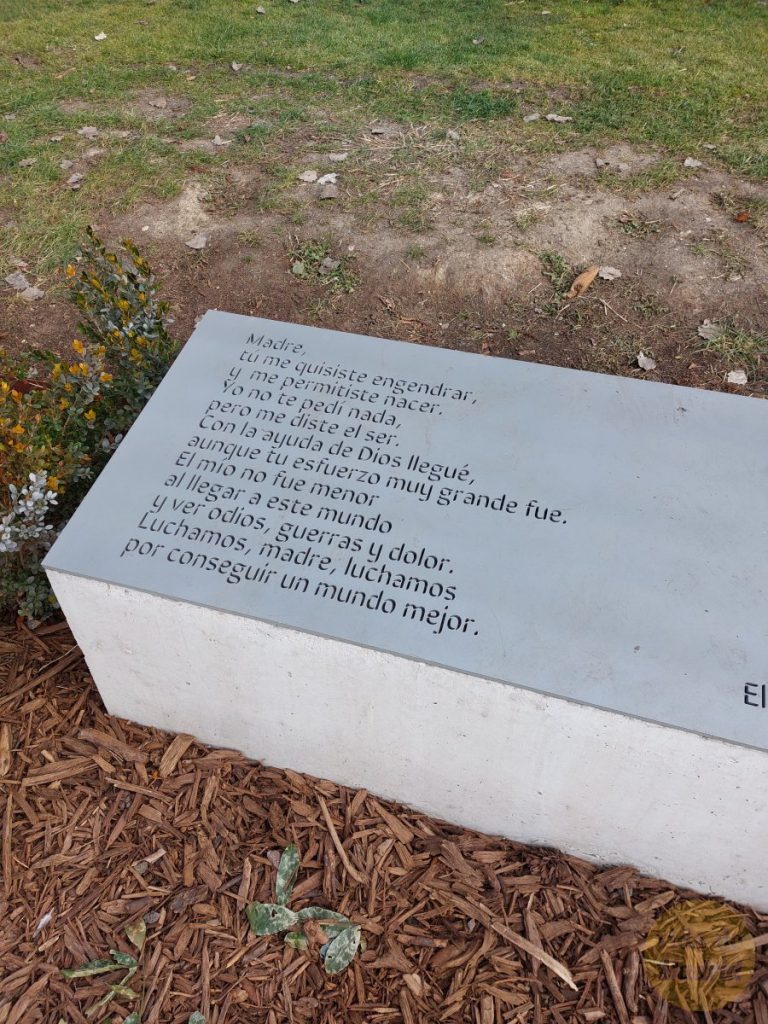 Madre,
tú me quisiste engendrar,
y me permitiste nacer.
Yo no te pedí nada,
pero me diste el ser.
Con la ayuda de Dios llegué,
aunque tu esfuerzo muy grande fue.
El mío no fue menor
al llegar a este mundo
y ver odios, guerras y dolor.
Luchamos, madre, luchamos
por conseguir un mundo mejor.
El